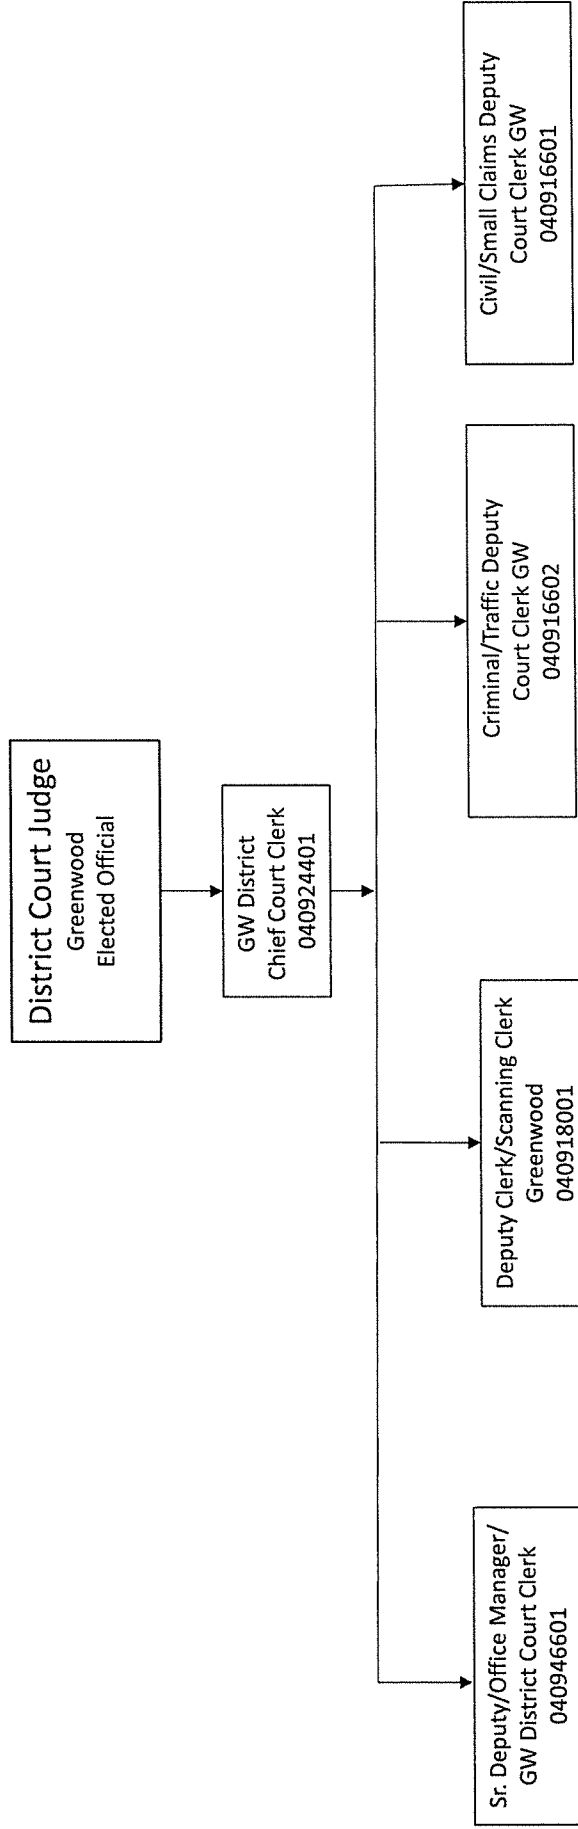 District Court Judge
Greenwood
Elected Official
GW District
Chief Court Clerk
040924401
Sr. Deputy/Office Manager/
GW District Court Clerk
040946601
Deputy Clerk/Scanning Clerk
Greenwood
040918001
Criminal/Traffic Deputy
Court Clerk GW
040916602
Civil/Small Claims Deputy
Court Clerk GW
040916601